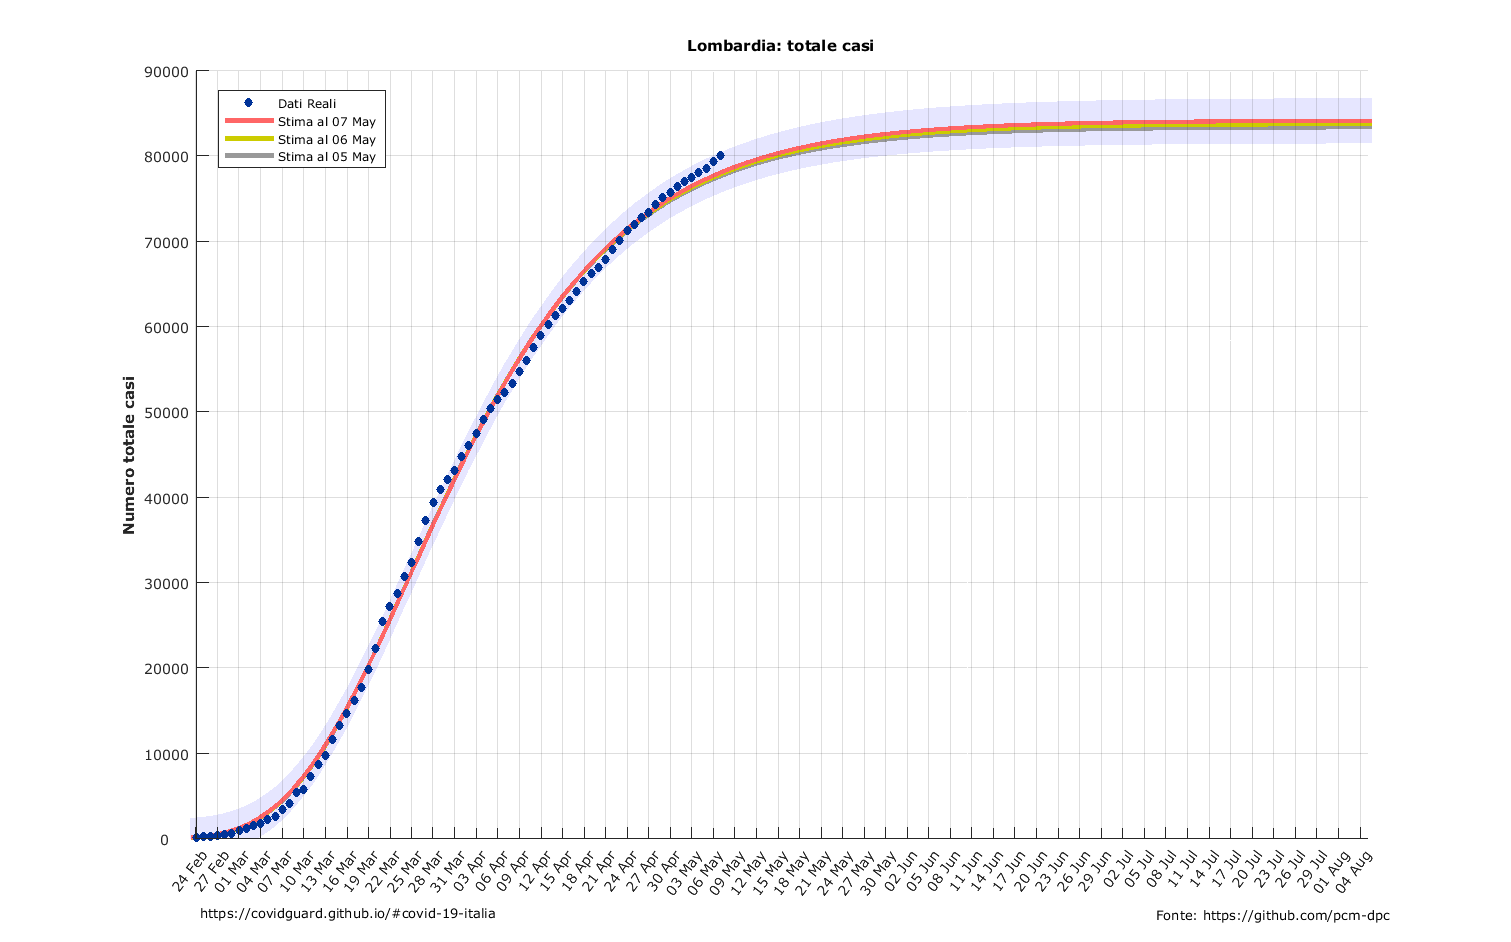 Lombardia: totale casi
90000
80000
70000
60000
50000
40000
30000
20000
10000
0
Numero totale casi
Dati Reali
Stima al 07 May
Stima al 06 May
Stima al 05 May
24 Feb
27 Feb
01 Mar
04 Mar
07 Mar
10 Mar
13 Mar
16 Mar
19 Mar
22 Mar
25 Mar
28 Mar
31 Mar
03 Apr
06 Apr
09 Apr
12 Apr
15 Apr
18 Apr
21 Apr
24 Apr
27 Apr
30 Apr
03 May
06 May
09 May
12 May
15 May
18 May
21 May
24 May
27 May
30 May
02 Jun
05 Jun
08 Jun
11 Jun
14 Jun
17 Jun
20 Jun
23 Jun
26 Jun
29 Jun
02 Jul
05 Jul
08 Jul
11 Jul
14 Jul
17 Jul
20 Jul
23 Jul
26 Jul
29 Jul
01 Aug
04 Aug
https://covidguard.github.io/#covid-19-italia
Fonte: https://github.com/pcm-dpc